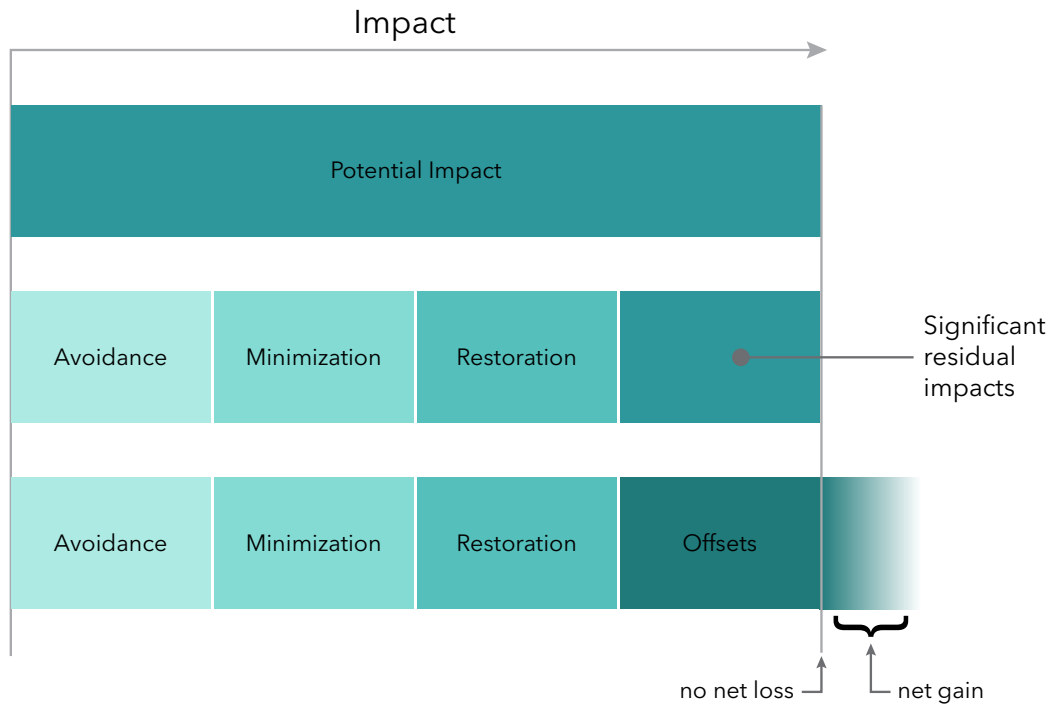 Impact
Potential Impact
Avoidance
Minimization
Restoration
Significant
residual
impacts
Avoidance
Minimization
Restoration
Offsets
no net loss
net gain